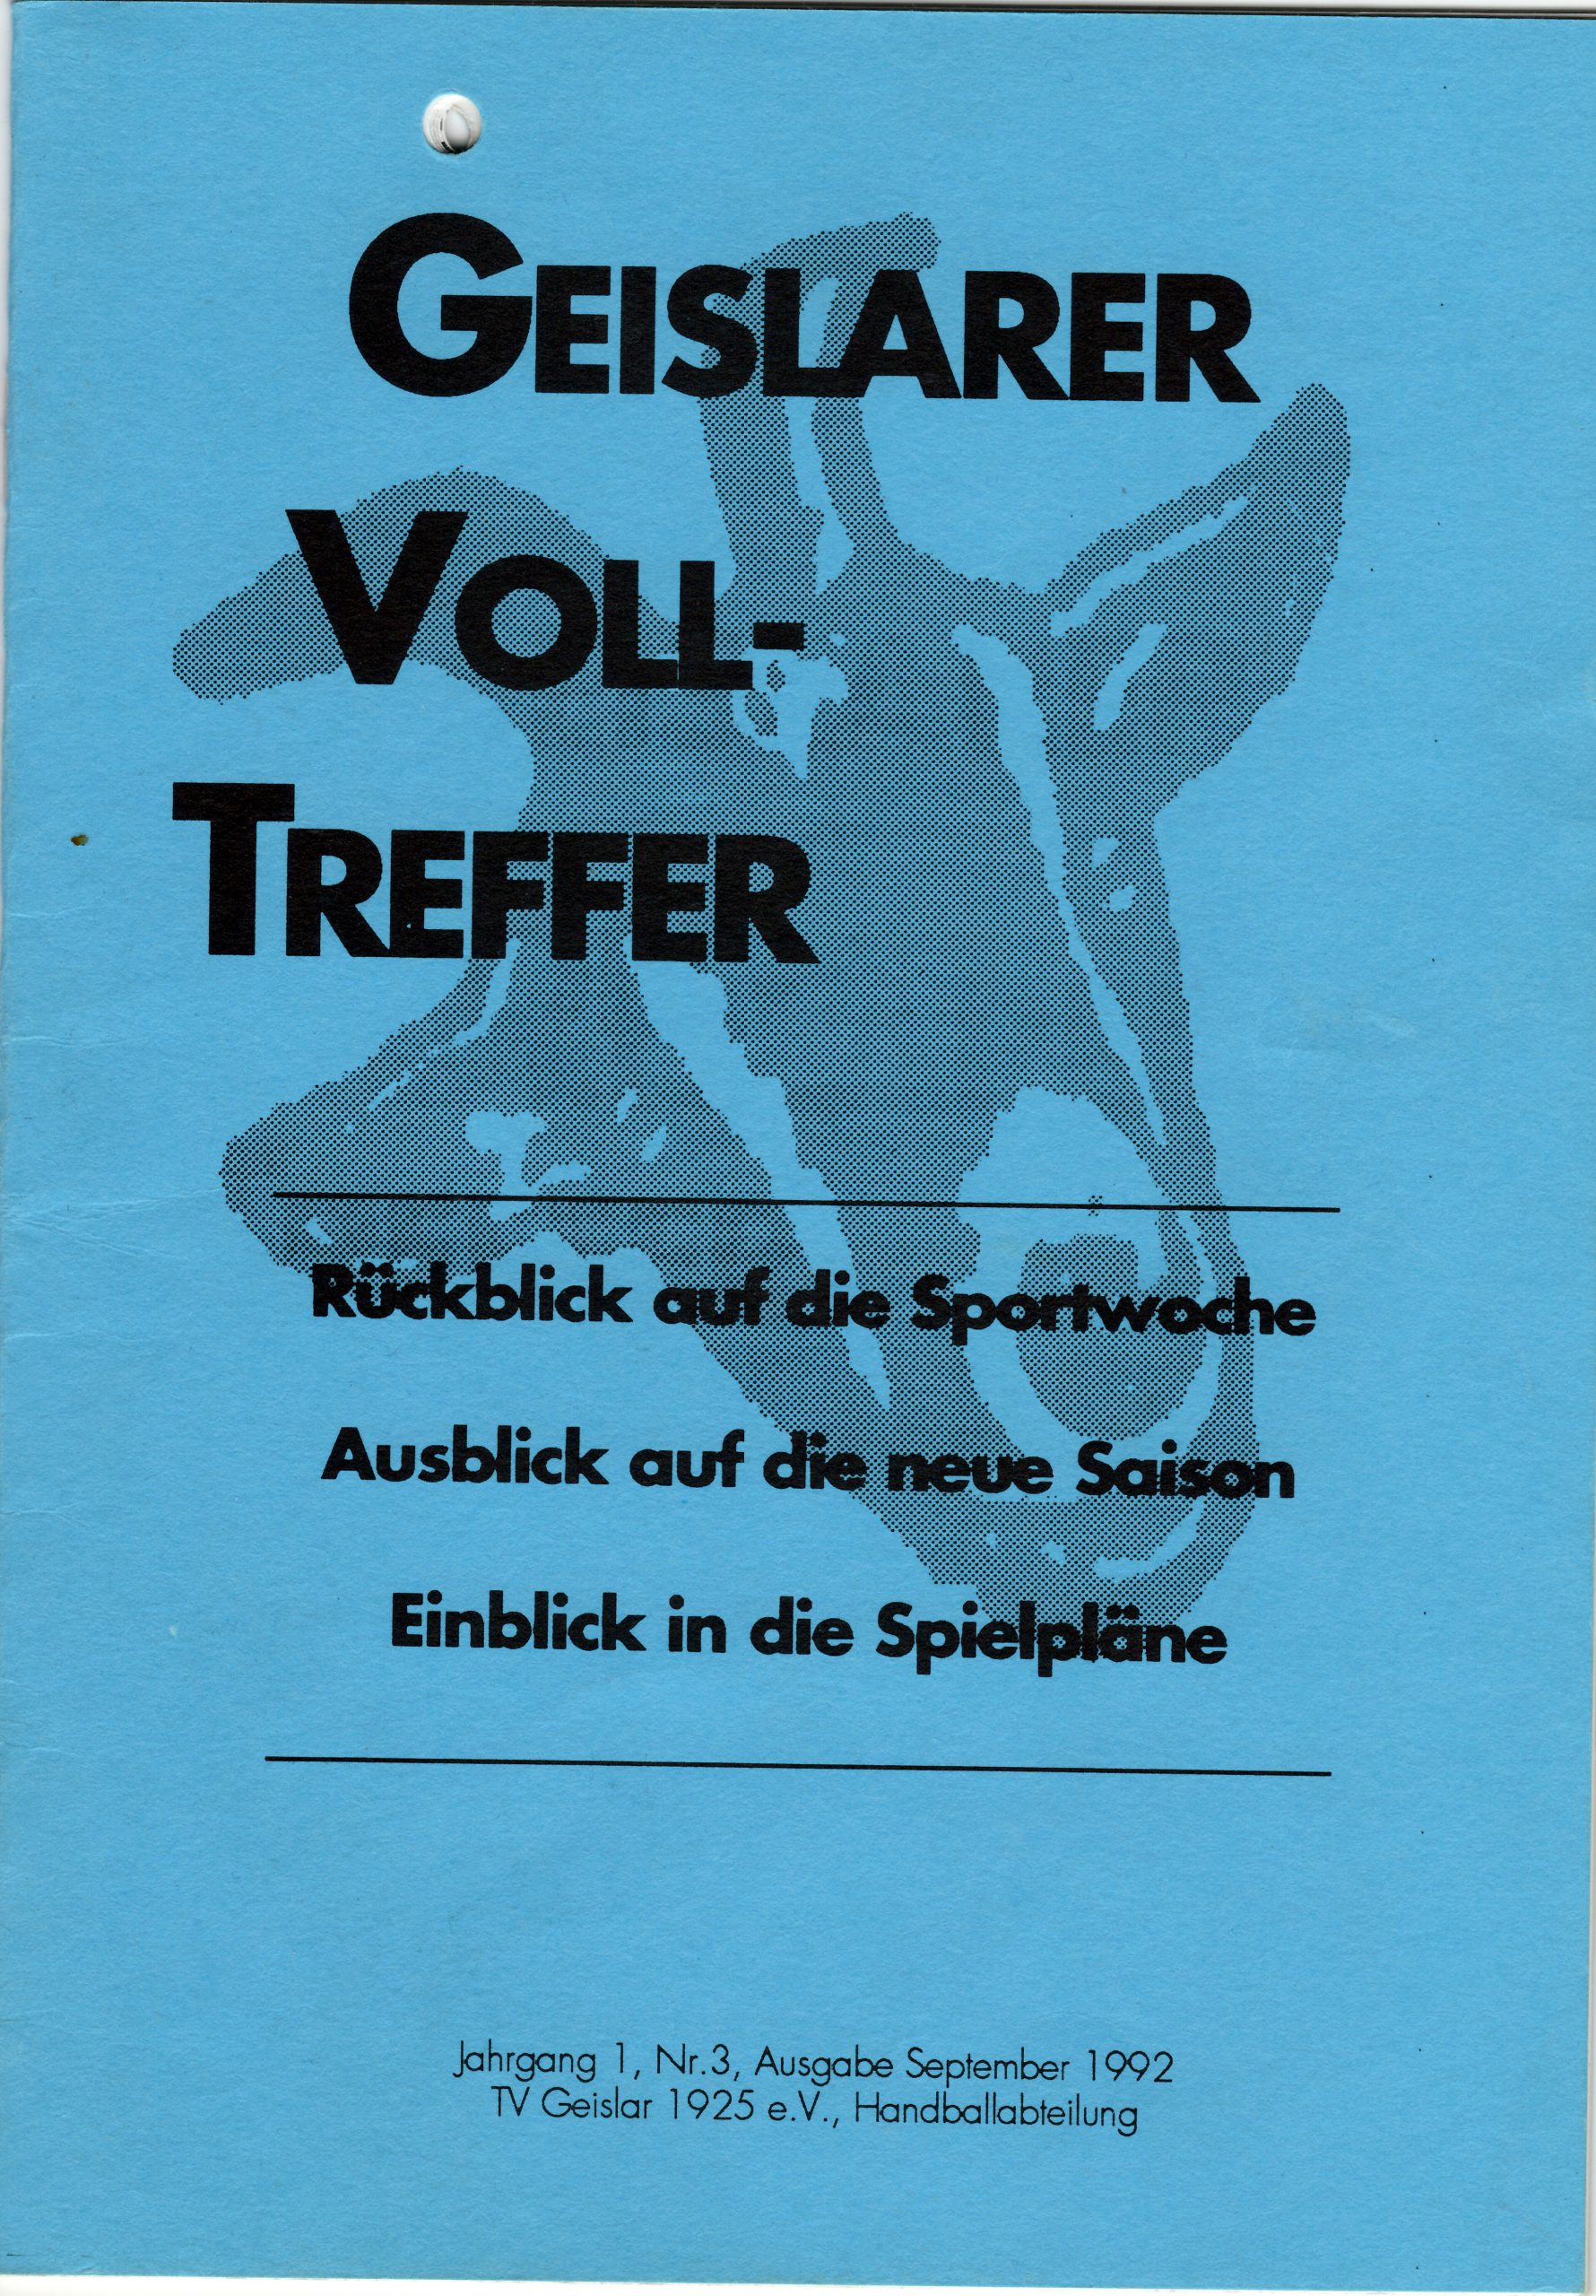 GEISLARER
VOLL-
TREFFER
Rückblick auf die Sportwoche
Ausblick auf die neue Saison
Einblick in die Spielpläne
Jahrgang 1, Nr.3, Ausgabe September 1992
TV Geislar 1925 e.V., Handballabteilung